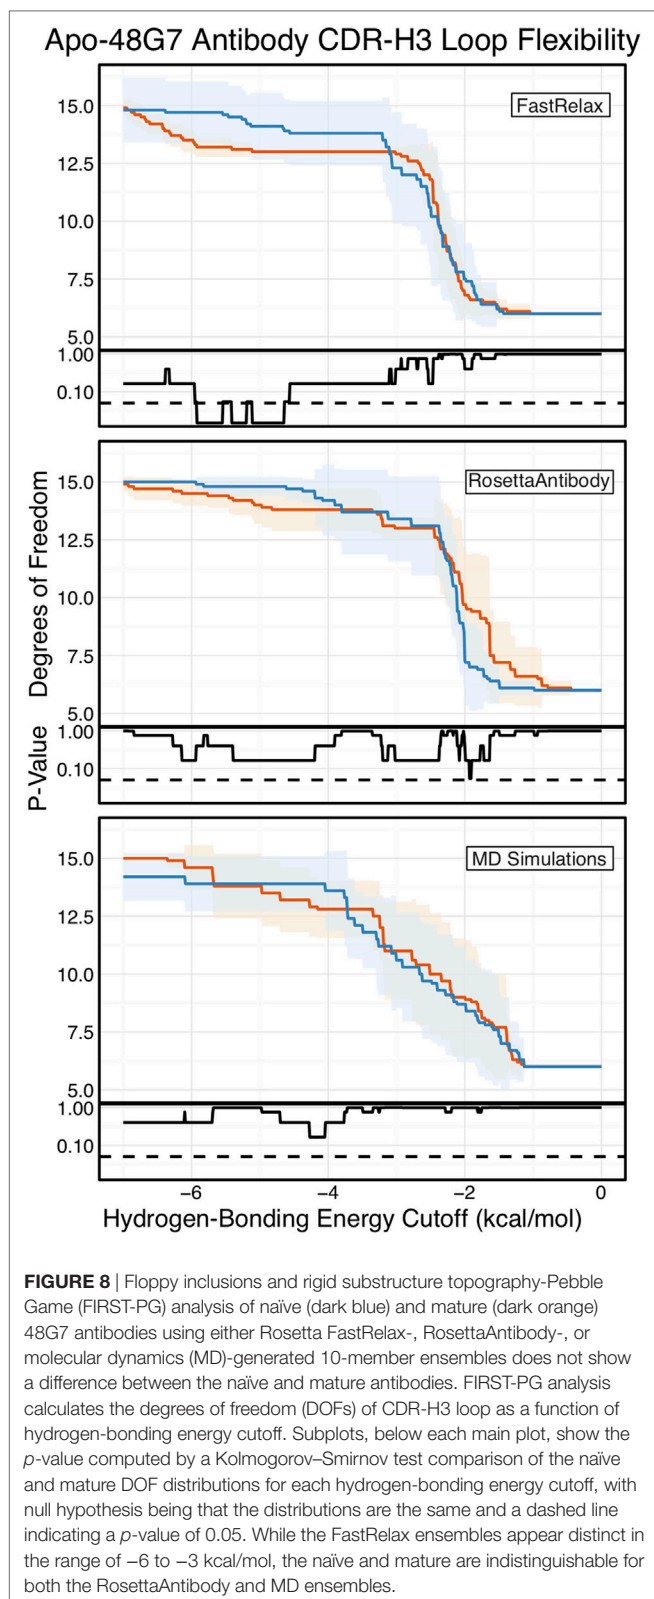 Apo-48G7 Antibody CDR-H3 Loop Flexibility
FastRelax
15.0
12.5
10.0
7.5
5.0
1.00
0.10
RosettaAntibody
15.0
12.5
10.0
7.5
5.0
1.00
0.10
P-Value Degrees of Freedom
MD Simulations
15.0
12.5
10.0
7.5
5.0
1.00
0.10
−6 −4 −2 0
Hydrogen-Bonding Energy Cutoff (kcal/mol)
FIGURE 8 | Floppy inclusions and rigid substructure topography-Pebble
Game (FIRST-PG) analysis of naïve (dark blue) and mature (dark orange)
48G7 antibodies using either Rosetta FastRelax-, RosettaAntibody-, or
molecular dynamics (MD)-generated 10-member ensembles does not show
a difference between the naïve and mature antibodies. FIRST-PG analysis
calculates the degrees of freedom (DOFs) of CDR-H3 loop as a function of
hydrogen-bonding energy cutoff. Subplots, below each main plot, show the
p-value computed by a Kolmogorov–Smirnov test comparison of the naïve
and mature DOF distributions for each hydrogen-bonding energy cutoff, with
null hypothesis being that the distributions are the same and a dashed line
indicating a p-value of 0.05. While the FastRelax ensembles appear distinct in
the range of −6 to −3 kcal/mol, the naïve and mature are indistinguishable for
both the RosettaAntibody and MD ensembles.